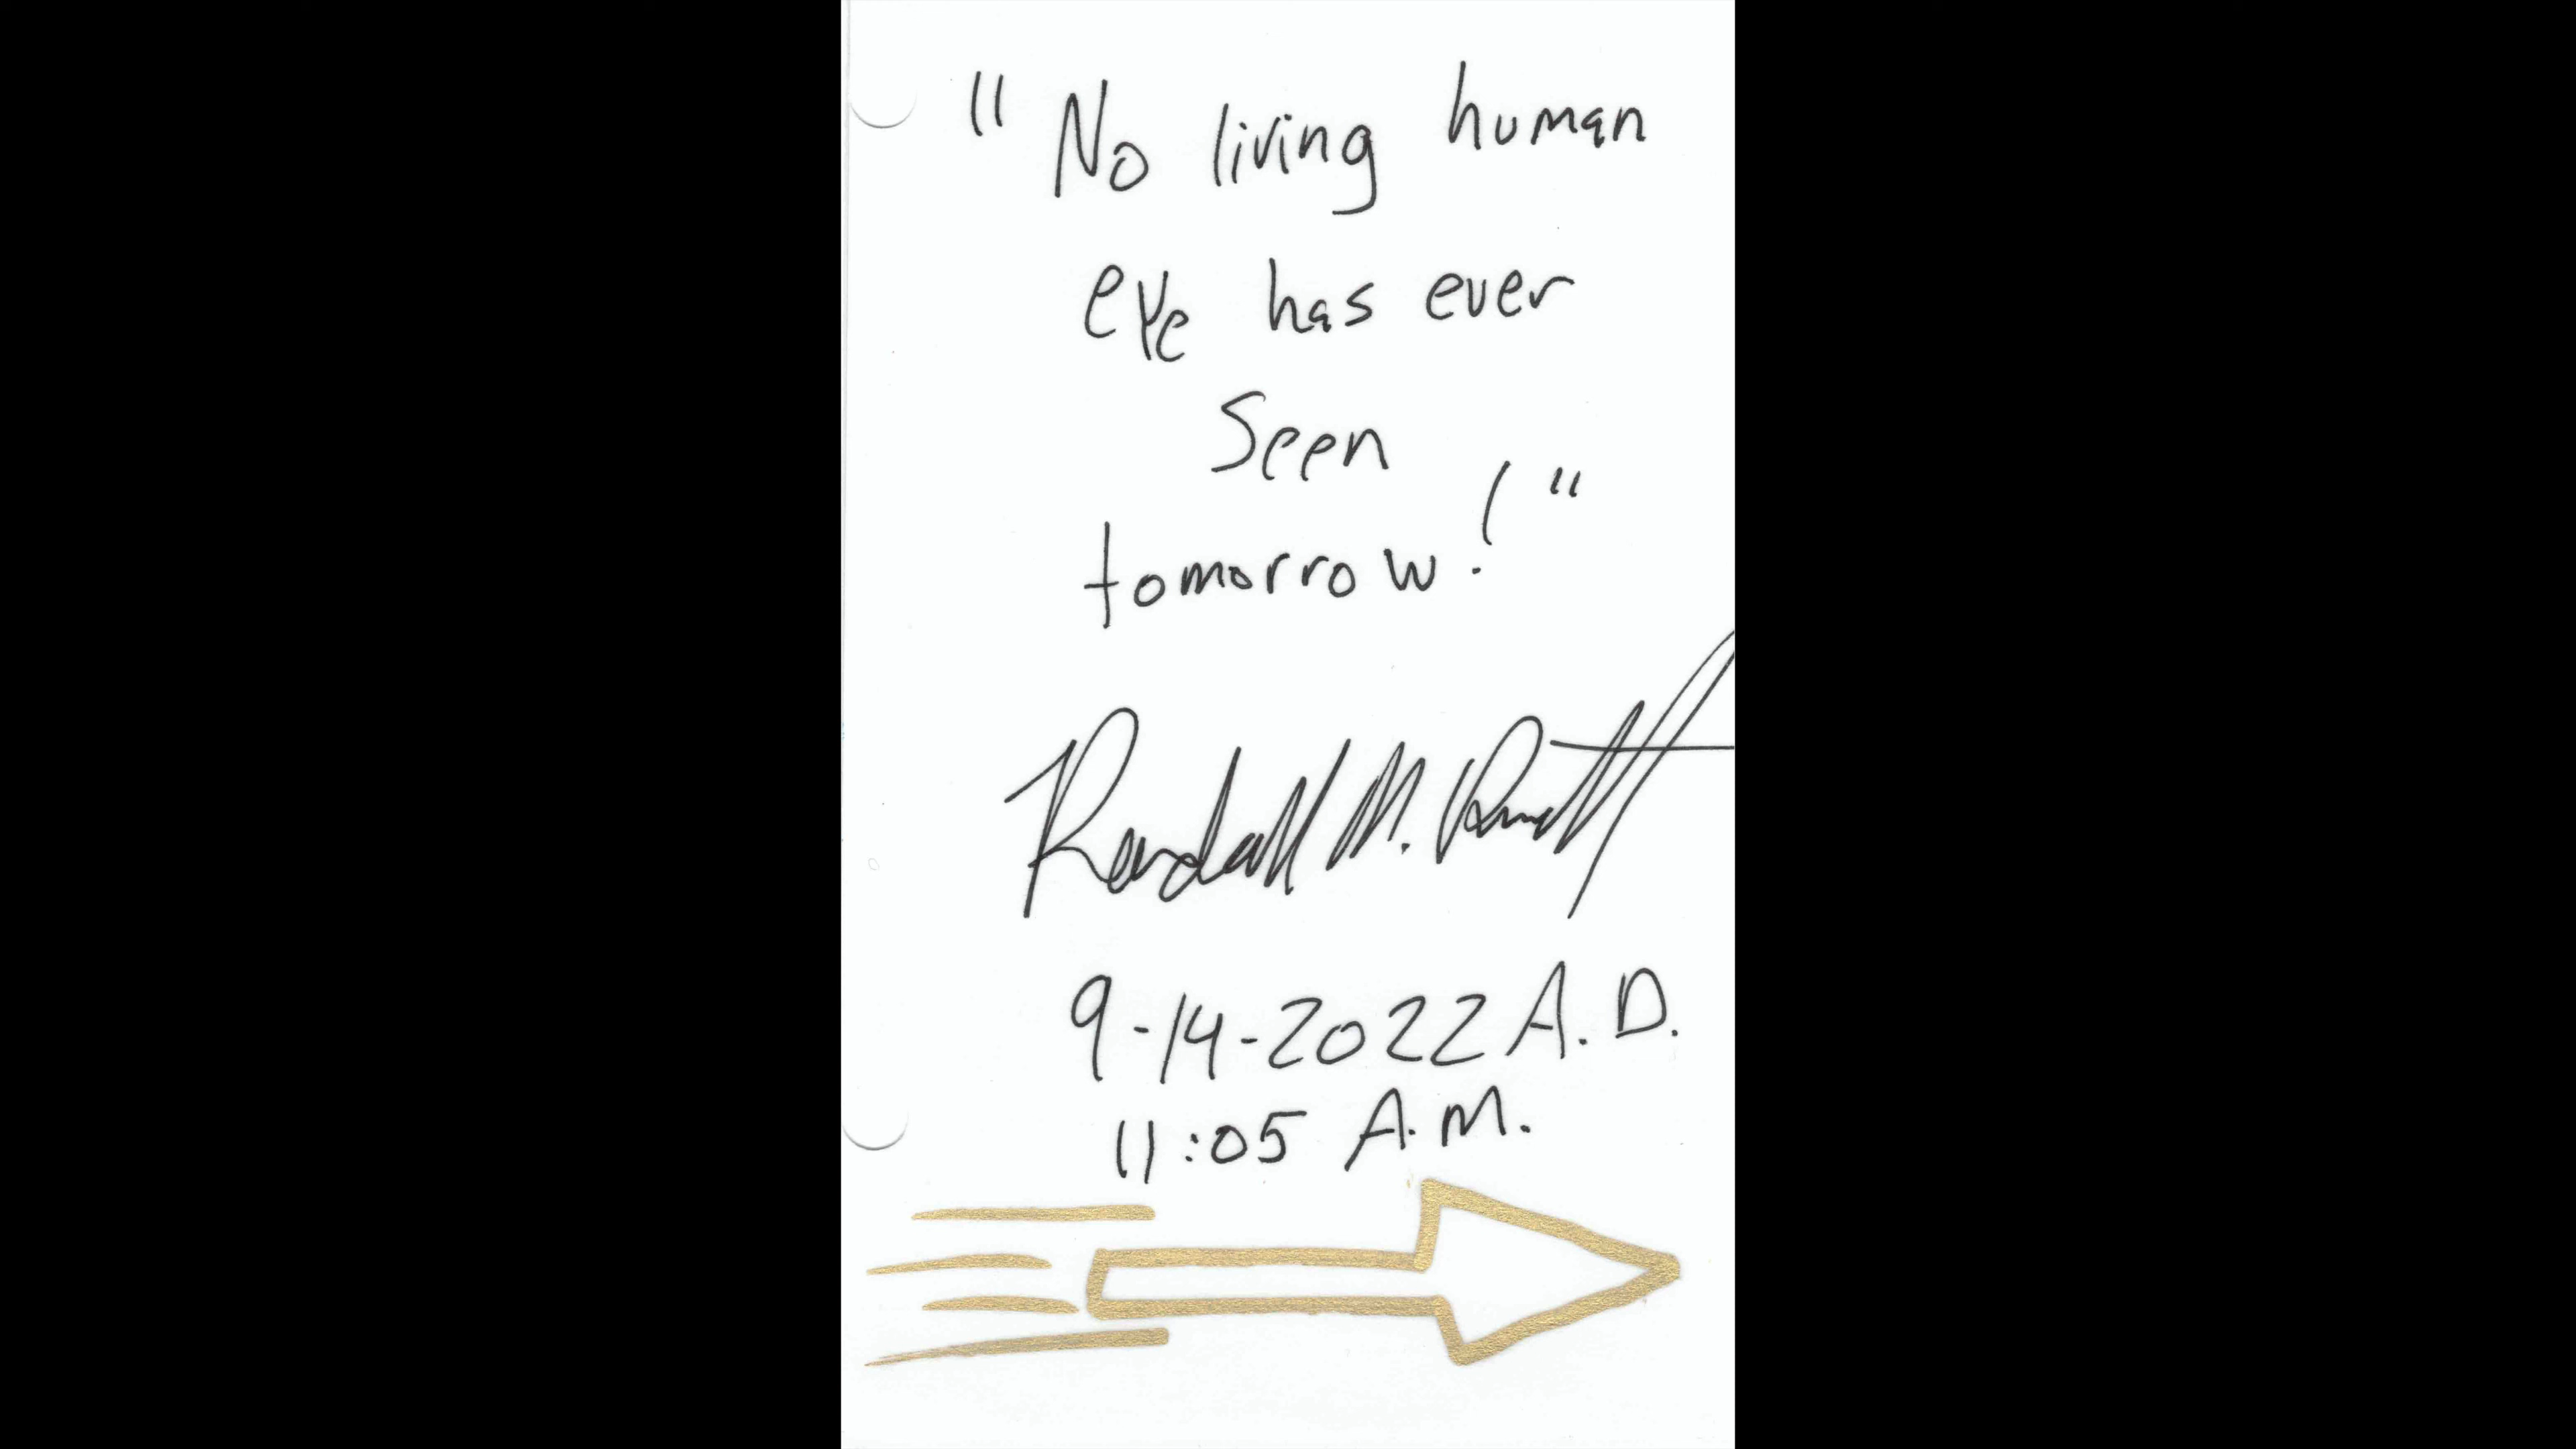 "No living human
eye has ever
Seen
tomorrow!"
Randall M.
9-14-2022 A.D.
11:05 A.M.